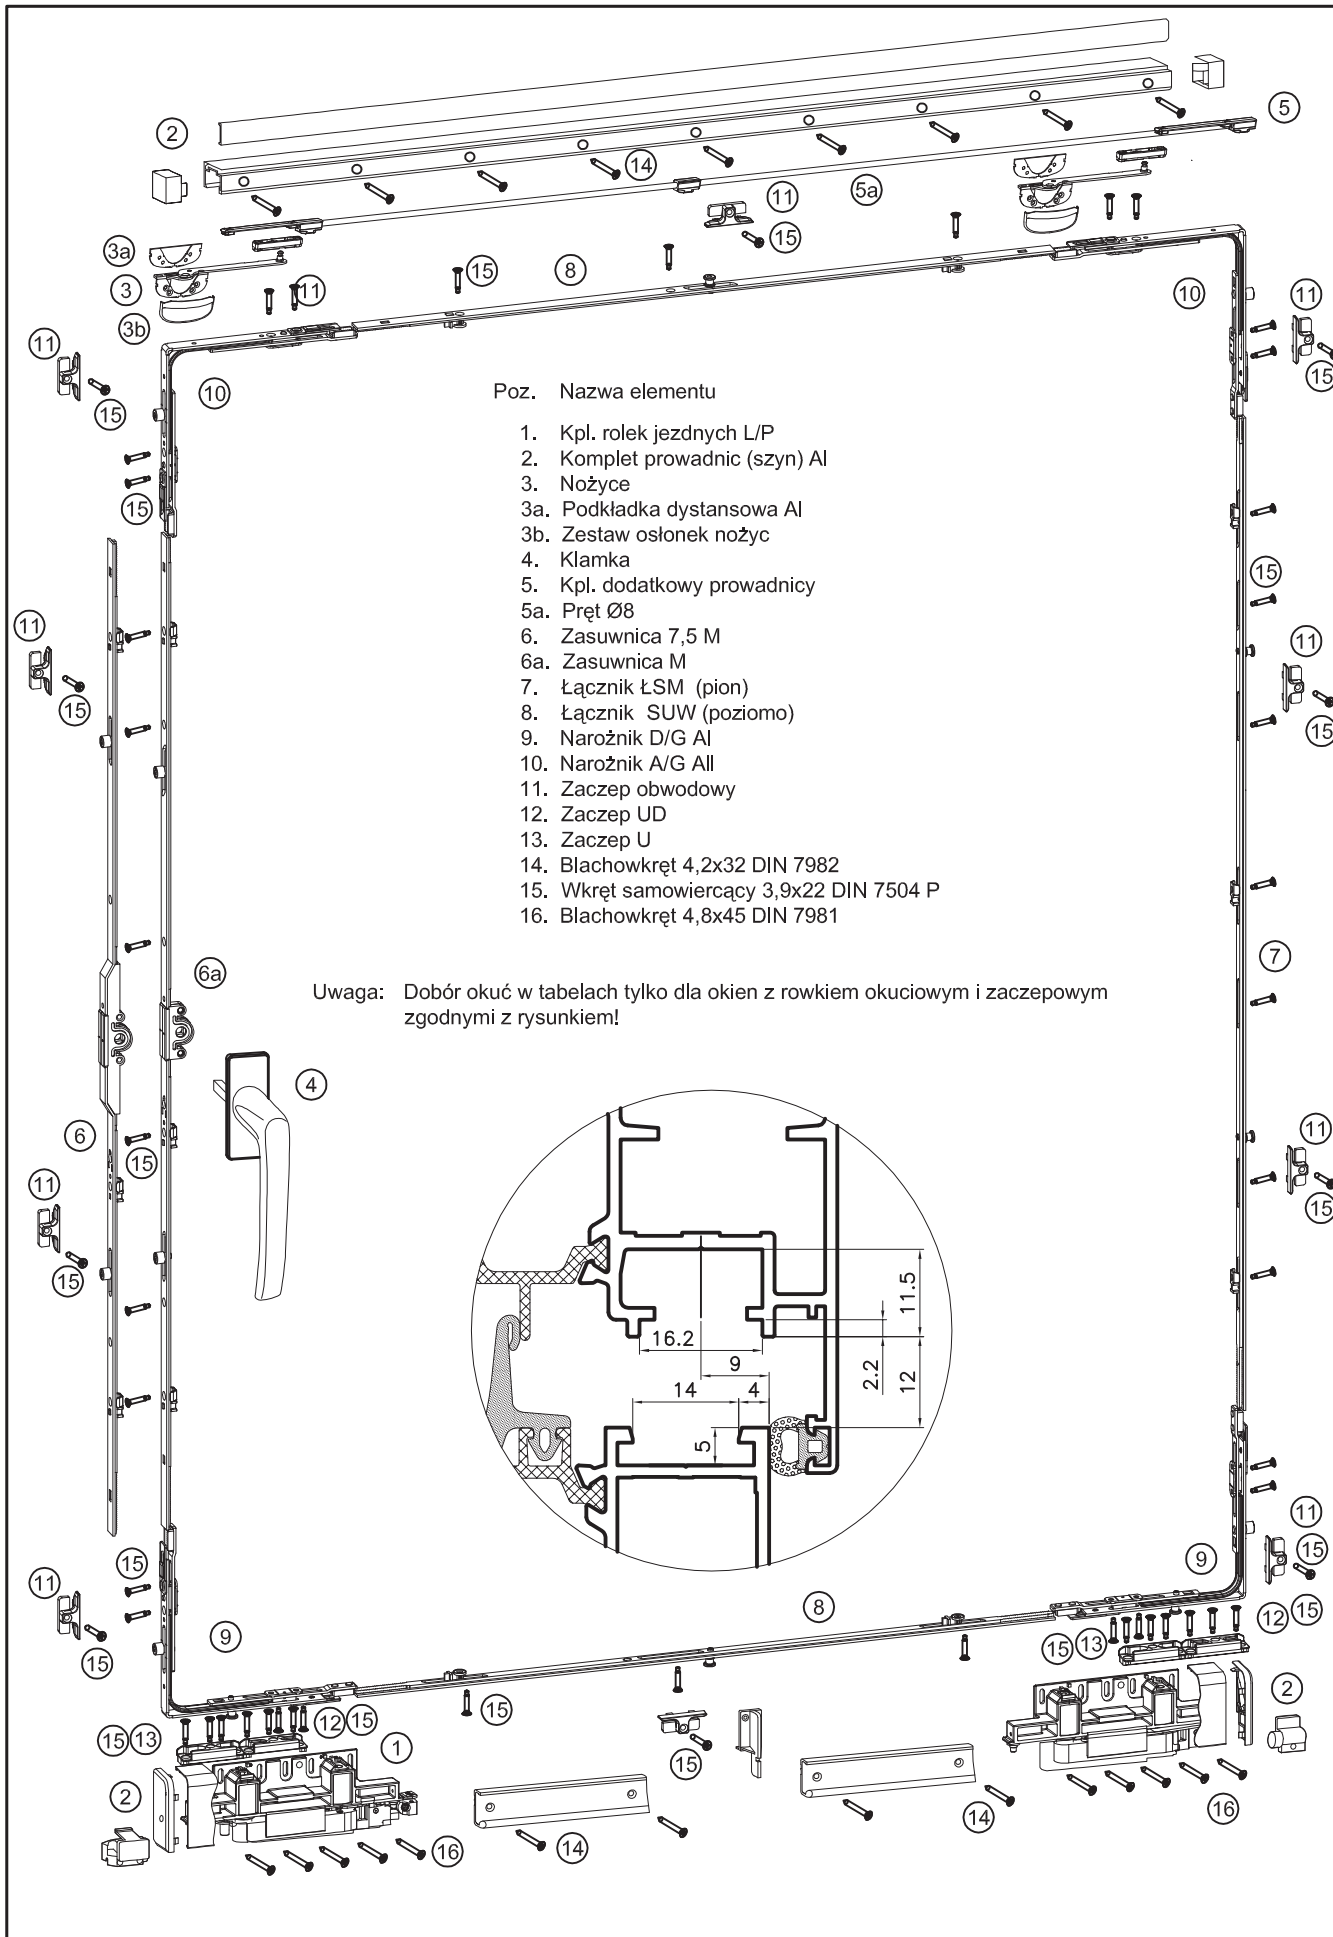 2
5
14
11
5a
3a
15
15
8
3
11
3b
10
11
11
10
15
15
Poz. Nazwa elementu
1. Kpl. rolek jezdnych L/P
2. Komplet prowadnic (szyn) Al
3. Nożyce
3a. Podkładka dystansowa Al
3b. Zestaw osłonek nożyc
4. Klamka
5. Kpl. dodatkowy prowadnicy
5a. Pręt Ø8
6. Zasuwnica 7,5 M
6a. Zasuwnica M
7. Łącznik ŁSM (pion)
8. Łącznik SUW (poziomo)
9. Narożnik D/G Al
10. Narożnik A/G All
11. Zaczep obwodowy
12. Zaczep UD
13. Zaczep U
14. Blachowkręt 4,2x32 DIN 7982
15. Wkręt samowiercący 3,9x22 DIN 7504 P
16. Blachowkręt 4,8x45 DIN 7981
15
15
11
11
15
15
6a
7
Uwaga: Dobór okuć w tabelach tylko dla okien z rowkiem okuciowym i zaczepowym
zgodnymi z rysunkiem!
4
6
15
11
11
15
15
11.5
16.2
2.2
12
9
14
4
5
15
11
15
11
15
9
9
8
12
15
15
13
15
13
12
15
15
15
1
2
2
14
14
16
16